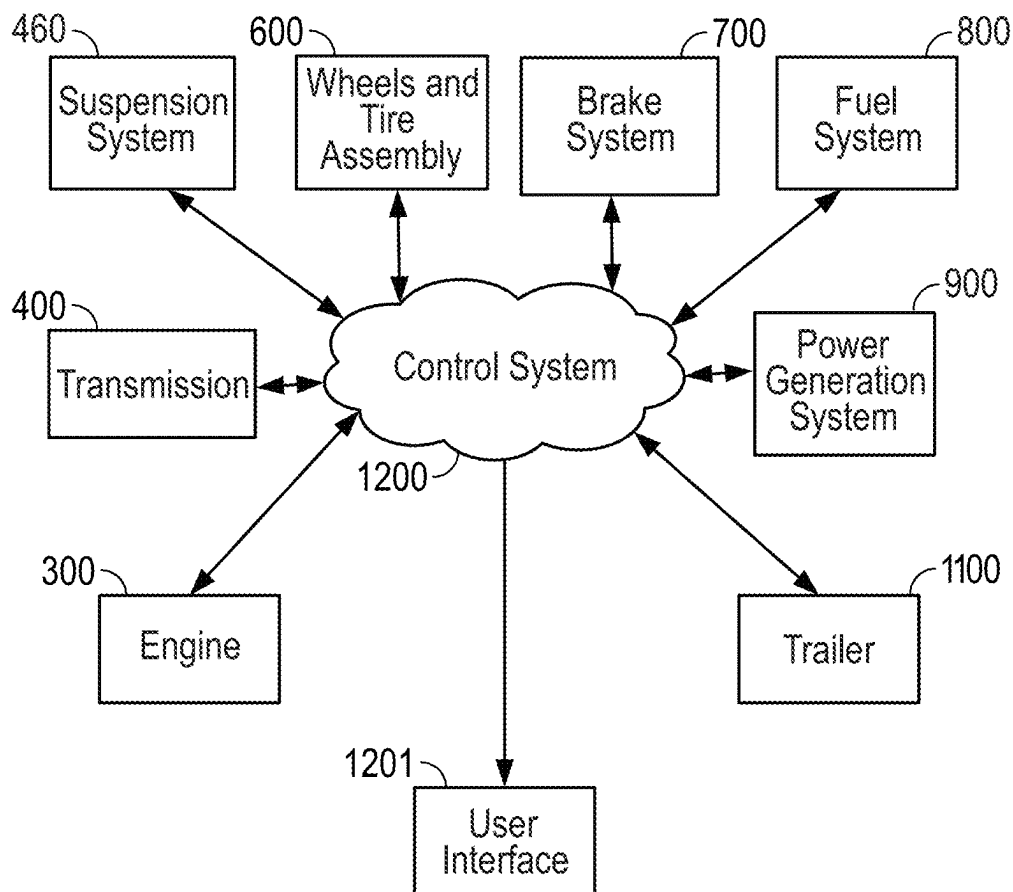 460
600
700
800
Suspension
System
Wheels and
Tire
Assembly
Brake
System
Fuel
System
400
900
Transmission
Control System
Power
Generation
System
1200
300
1100
Engine
Trailer
1201
User
Interface